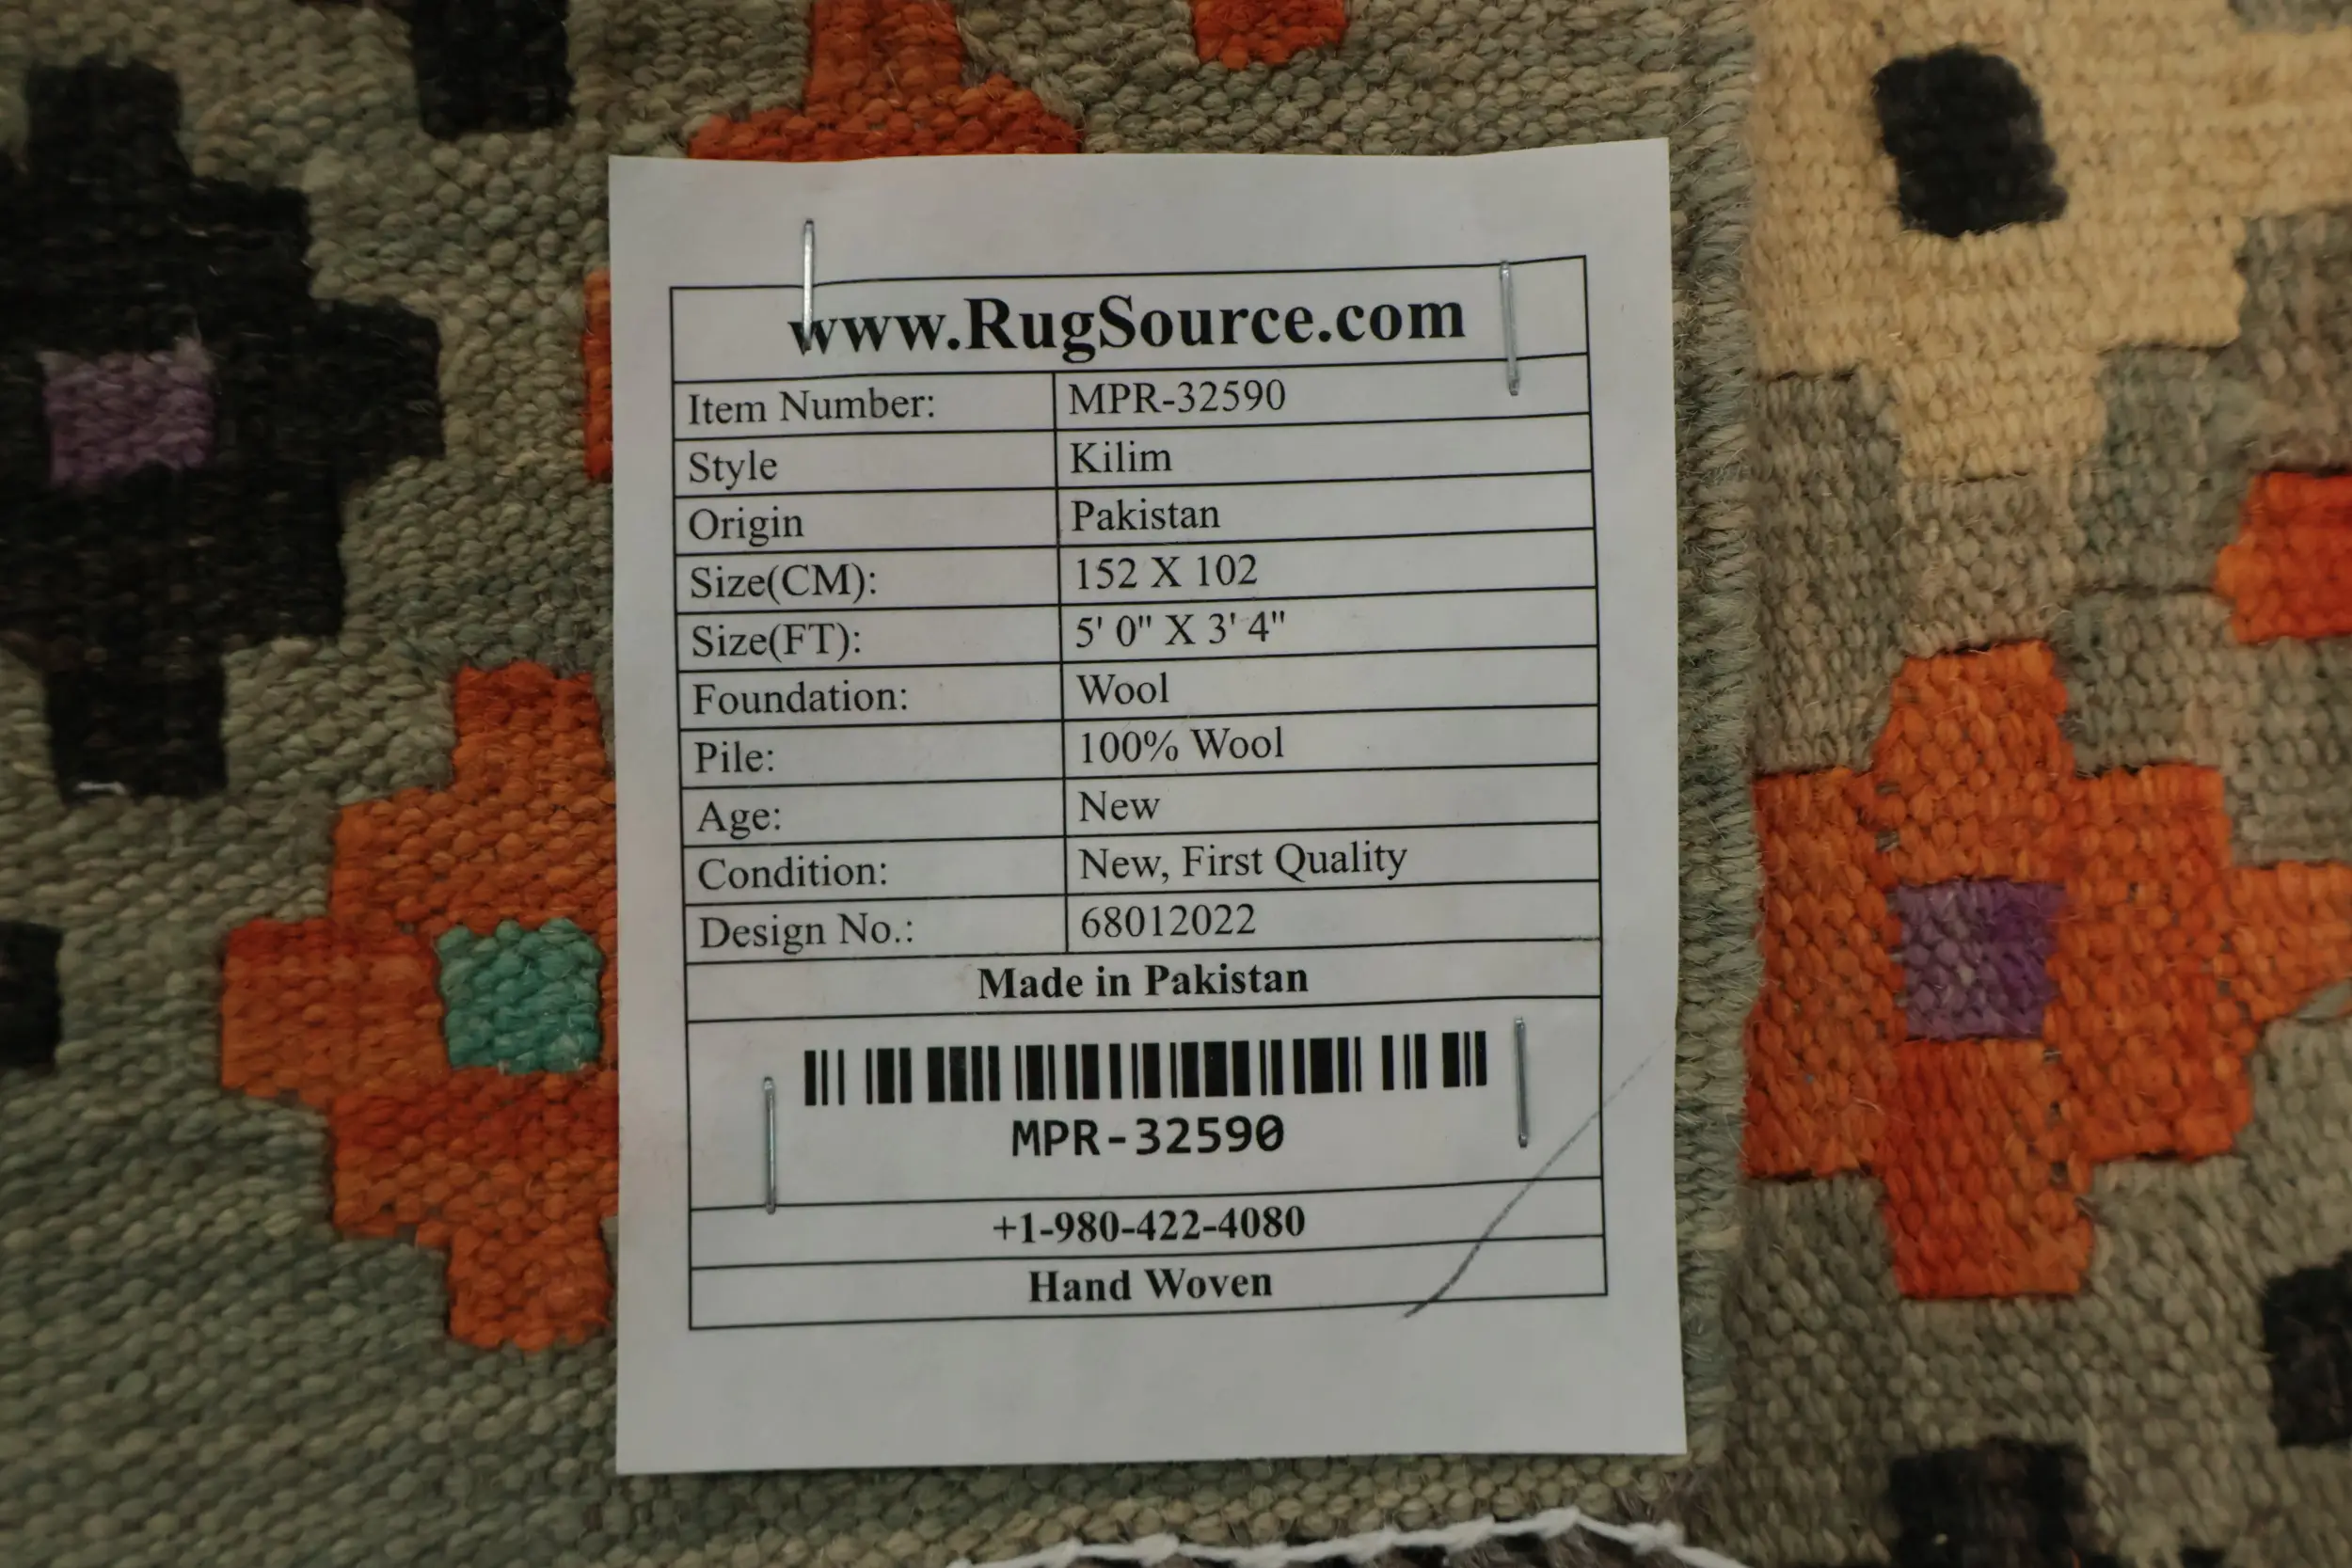 www.RugSource.com
Item Number: MPR-32590
Style Kilim
Origin Pakistan
Size(CM): 152 X 102
Size(FT): 5' 0" X 3' 4"
Foundation: Wool
Pile: 100% Wool
Age: New
Condition: New, First Quality
Design No.: 68012022
Made in Pakistan
MPR-32590
+1-980-422-4080
Hand Woven